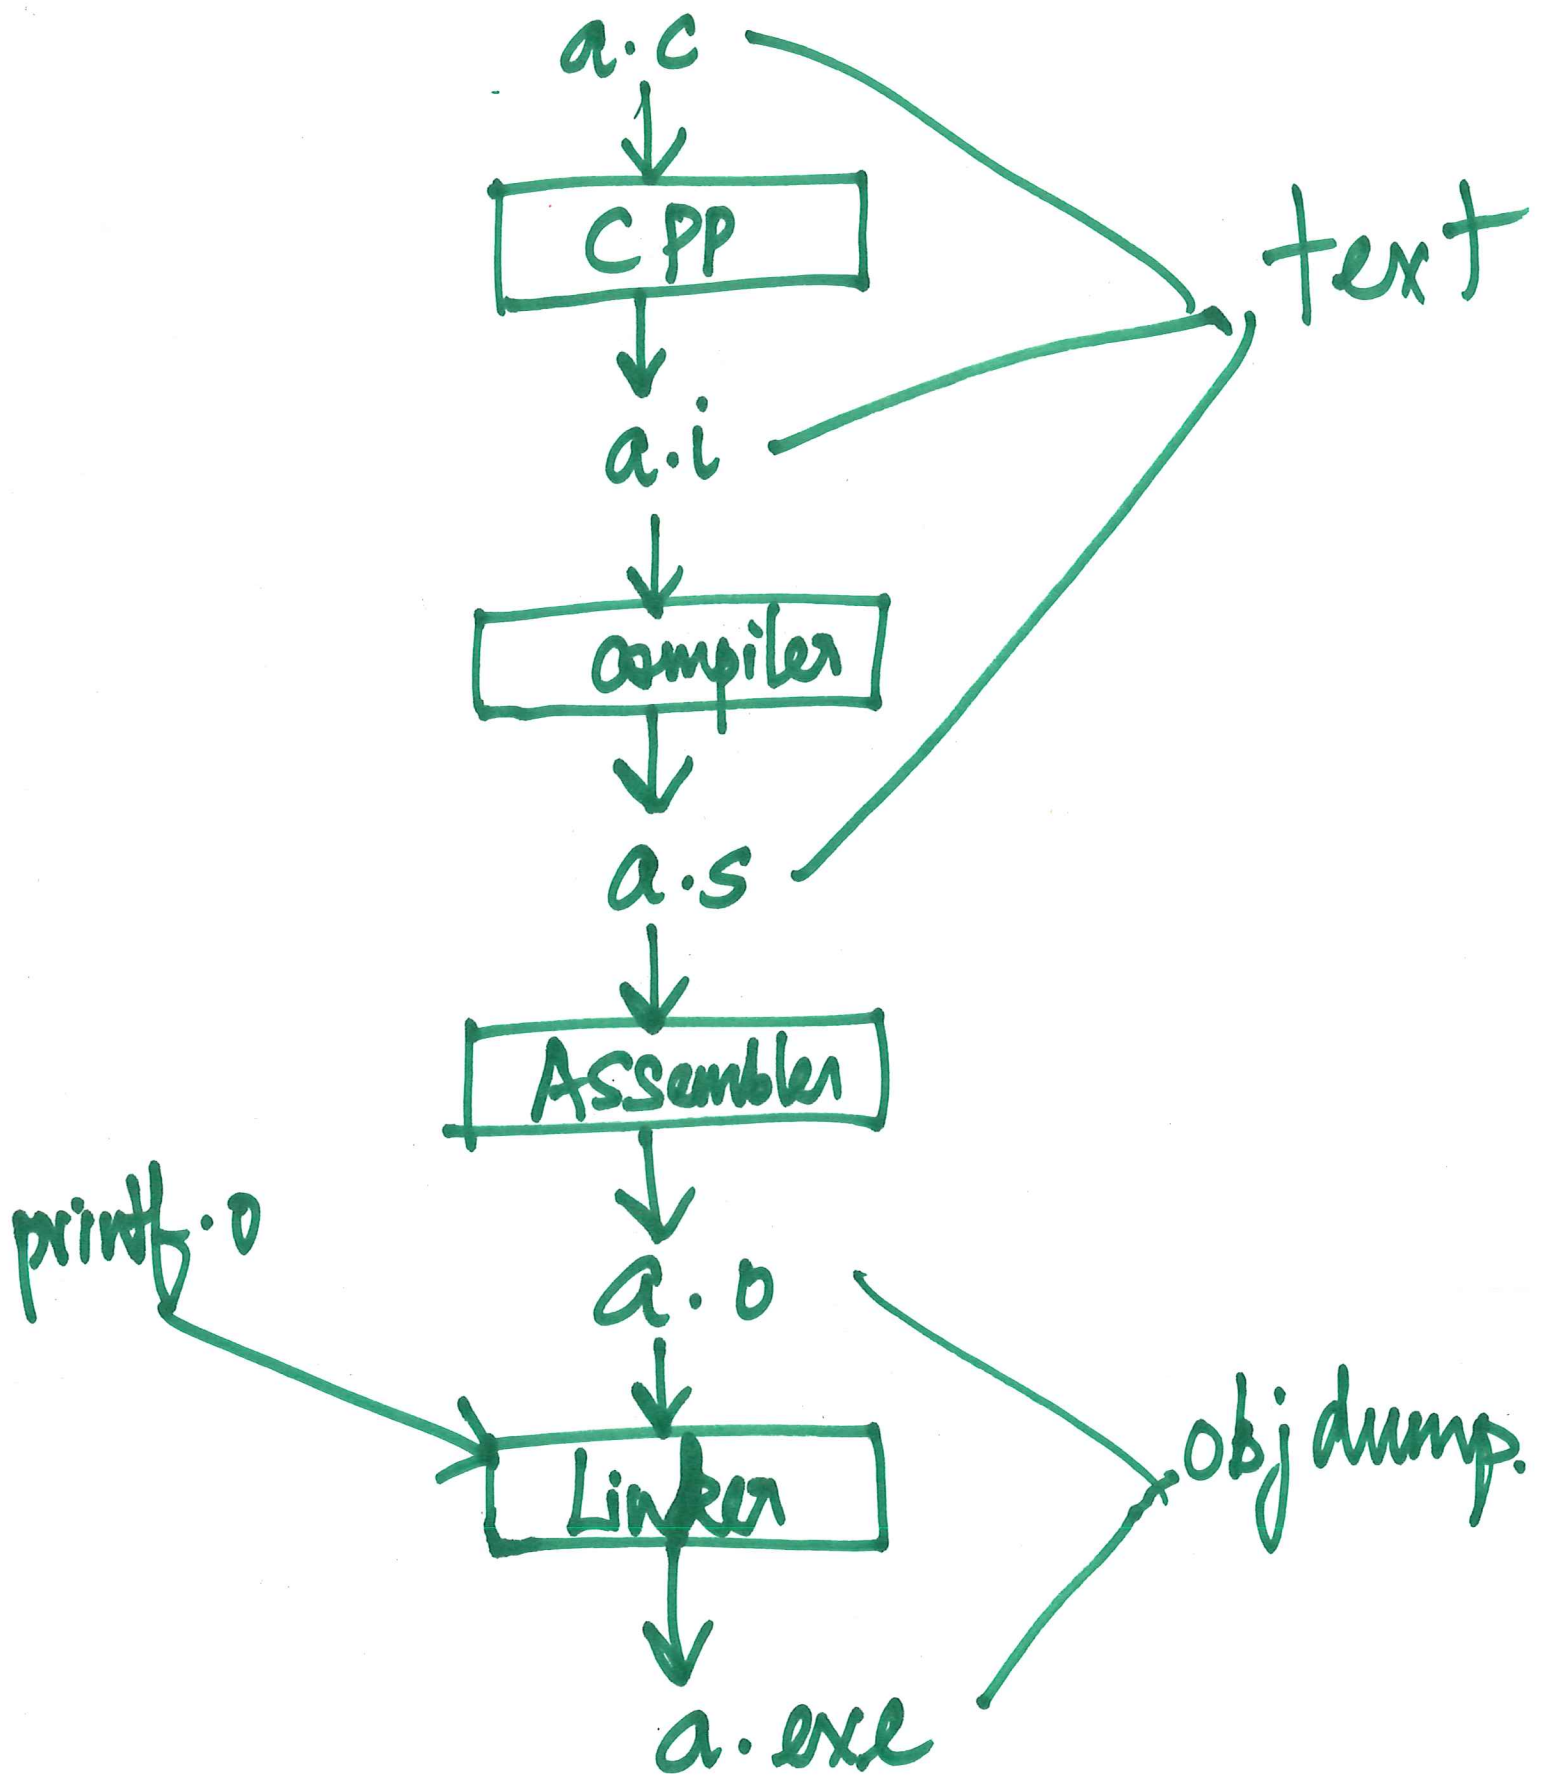 a.c
CPP
text
a.i
compiler
a.s
Assembler
printf.o
a.o
objdump.
Linker
a.exe